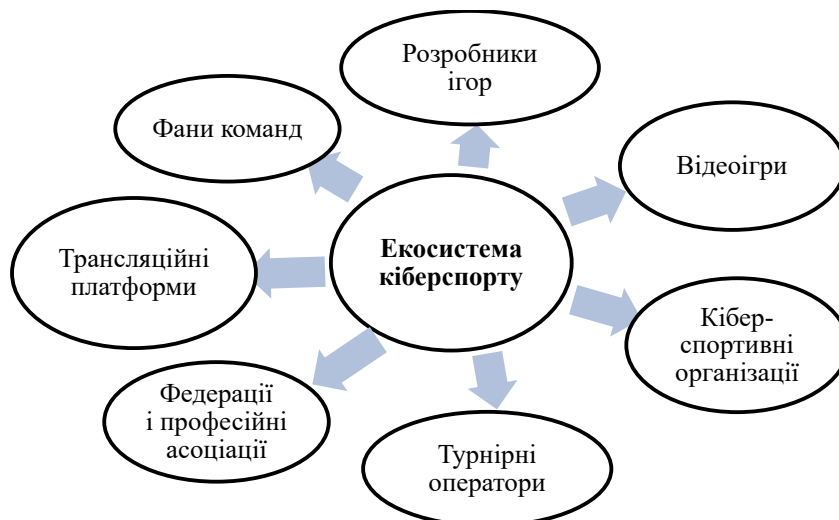 Розробники
ігор
Фани команд
Відеоігри
Екосистема
кіберспорту
Трансляційні
платформи
Кібер-
спортивні
організації
Федерації
і професійні
асоціації
Турнірні
оператори